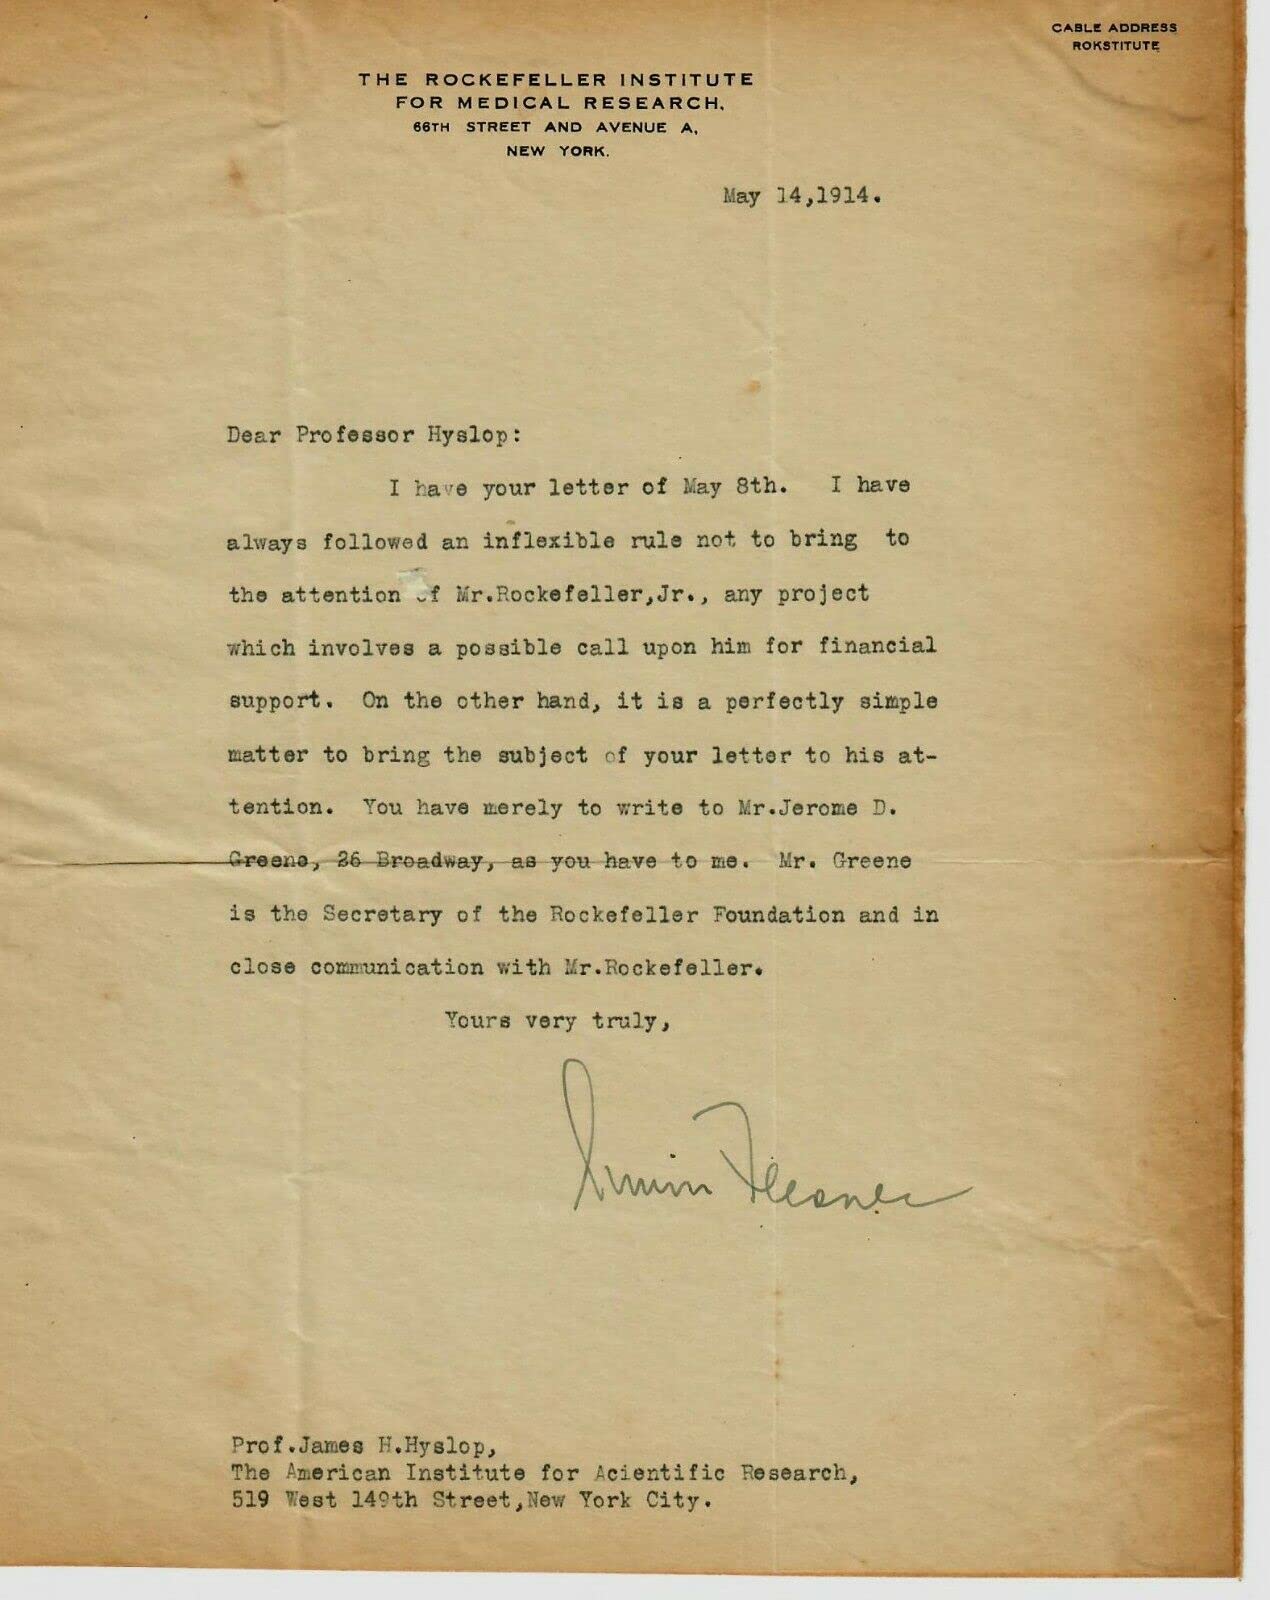 CABLE ADDRESS
ROKSTITUTE
THE ROCKEFELLER INSTITUTE
FOR MEDICAL RESEARCH,
66TH STREET AND AVENUE A,
NEW YORK.
May 14,1914.
Dear Professor Hyslop:
I have your letter of May 8th. I have
always followed an inflexible rule not to bring to
the attention of Mr.Rockefeller,Jr., any project
which involves a possible call upon him for financial
support. On the other hand, it is a perfectly simple
matter to bring the subject of your letter to his at-
tention. You have merely to write to Mr.Jerome D.
Greene, 26 Broadway, as you have to me. Mr. Greene
is the Secretary of the Rockefeller Foundation and in
close communication with Mr.Rockefeller.
Yours very truly,
Simon Flexner
Prof.James H.Hyslop,
The American Institute for Acientific Research,
519 West 149th Street,New York City.